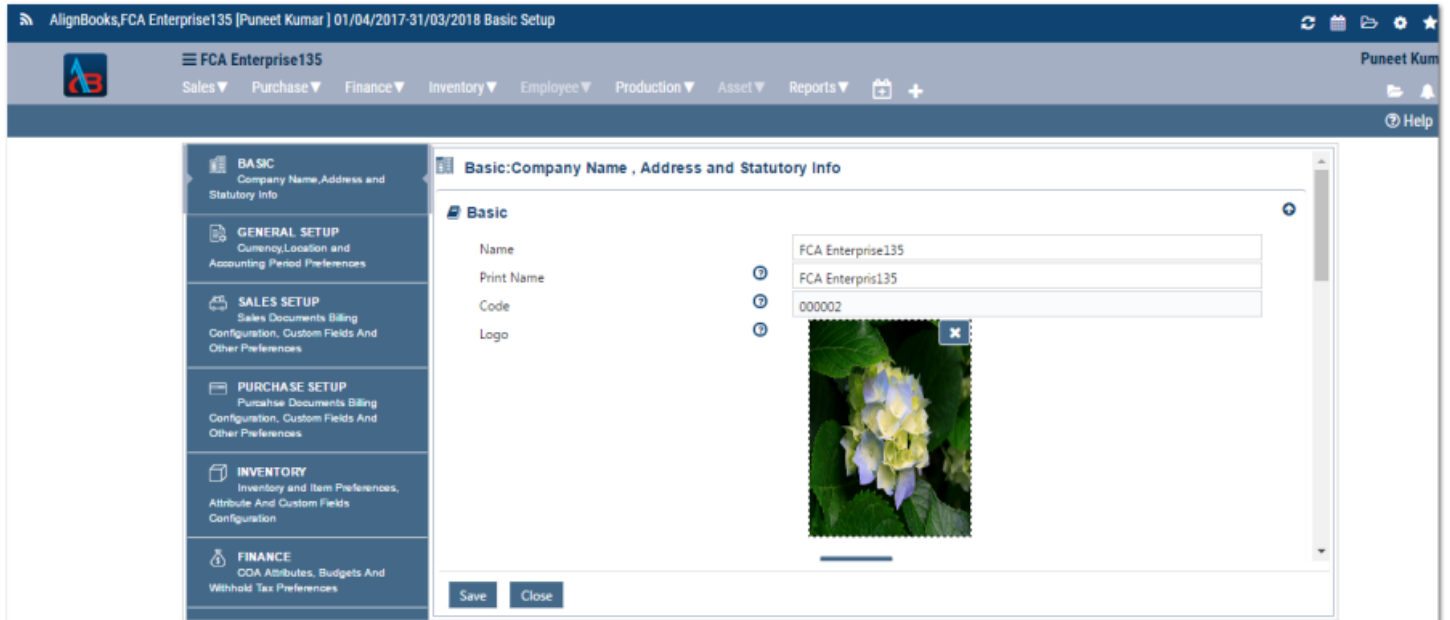 AlignBooks,FCA Enterprise135 [Puneet Kumar ] 01/04/2017-31/03/2018 Basic Setup
FCA Enterprise135
Puneet Kum
Sales Purchase Finance Inventory Employee Production Asset Reports
Help
BASIC
Company Name,Address and
Statutory Info
GENERAL SETUP
Currency,Location and
Accounting Period Preferences
SALES SETUP
Sales Documents Billing
Configuration, Custom Fields And
Other Preferences
PURCHASE SETUP
Purcahse Documents Billing
Configuration, Custom Fields And
Other Preferences
INVENTORY
Inventory and Item Preferences,
Attribute And Custom Fields
Configuration
FINANCE
COA Attributes, Budgets And
Withhold Tax Preferences
Basic:Company Name , Address and Statutory Info
Basic
Name FCA Enterprise135
Print Name FCA Enterpris135
Code 000002
Logo
Save Close